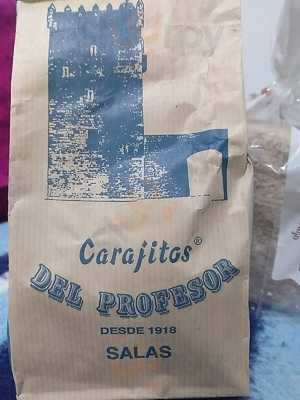 Carajitos®
DEL PROFESOR
DESDE 1918
SALAS